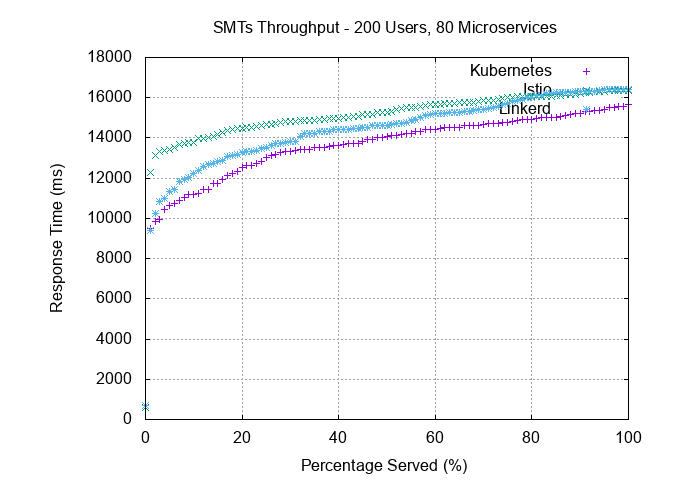 SMTs Throughput - 200 Users, 80 Microservices
18000
16000
14000
12000
10000
8000
6000
4000
2000
0
Response Time (ms)
Kubernetes
Istio
Linkerd
0 20 40 60 80 100
Percentage Served (%)